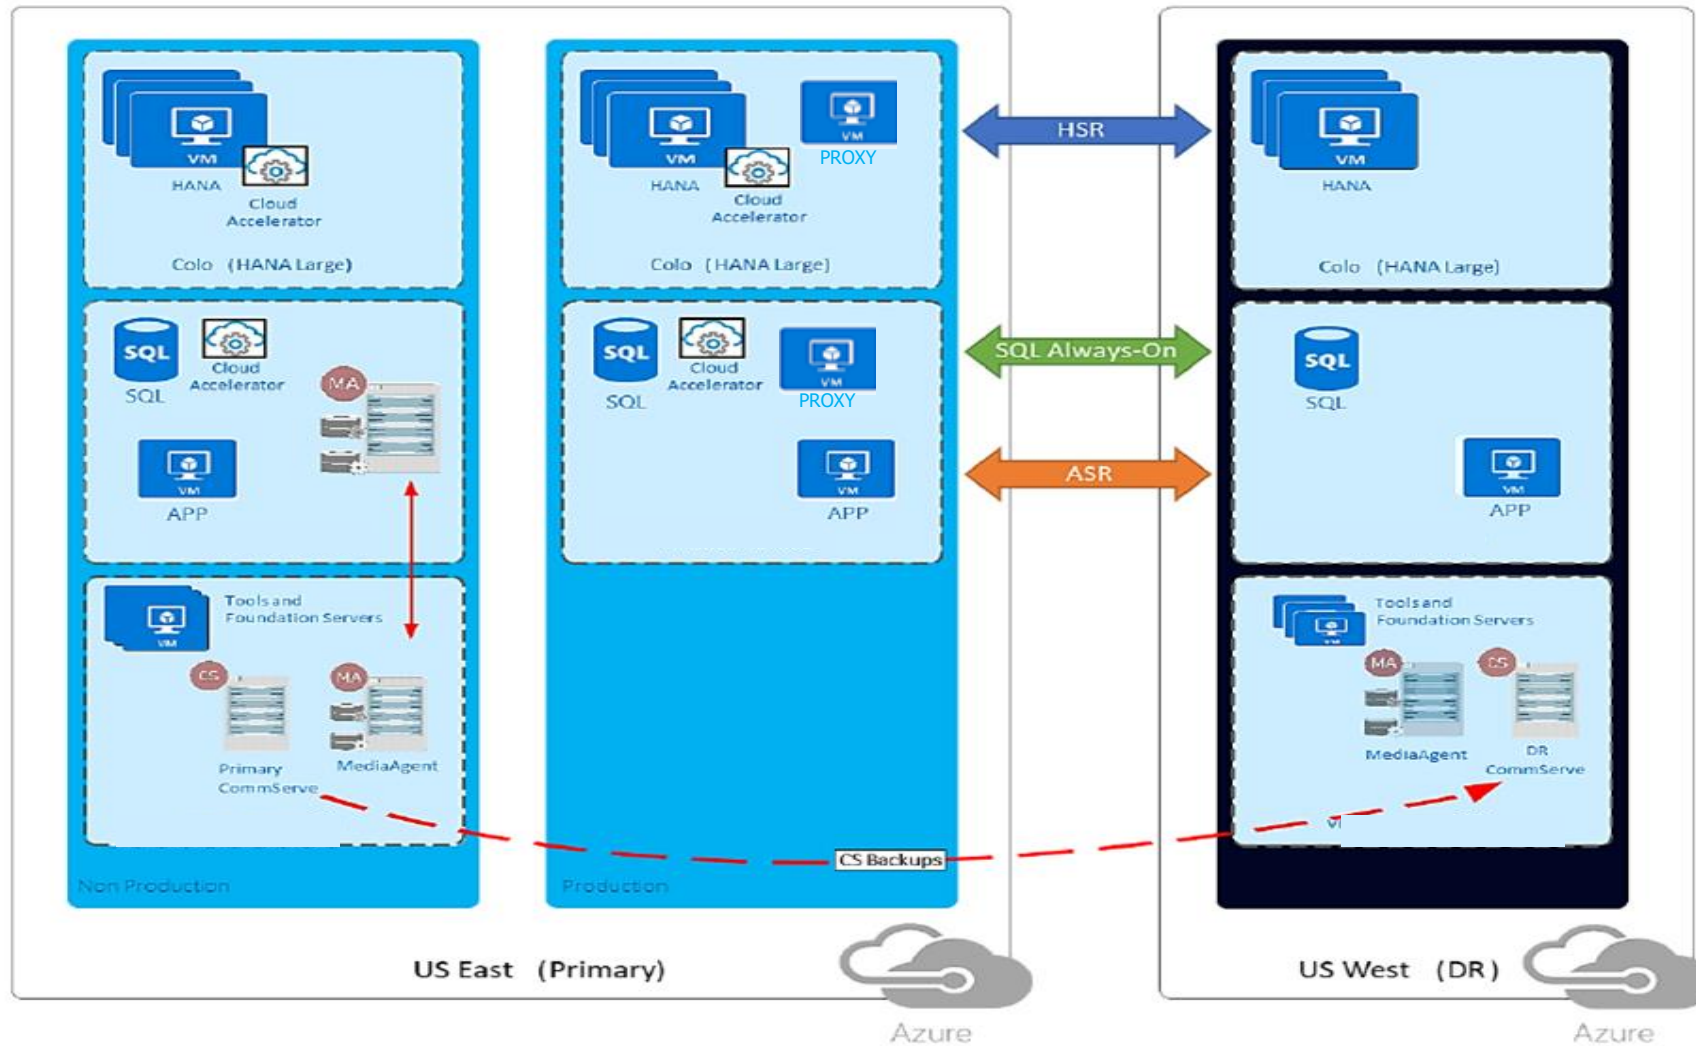 VM
HANA
Cloud
Accelerator
Colo (HANA Large)
SQL
SQL
Cloud
Accelerator
MA
VM
APP
VM
Tools and
Foundation Servers
CS
MA
Primary
CommServe
MediaAgent
Non Production
VM
HANA
Cloud
Accelerator
VM
PROXY
Colo (HANA Large)
SQL
SQL
Cloud
Accelerator
VM
PROXY
VM
APP
Production
CS Backups
US East (Primary)
Azure
HSR
SQL Always-On
ASR
VM
HANA
Colo (HANA Large)
SQL
SQL
VM
APP
VM
Tools and
Foundation Servers
MA
CS
MediaAgent
DR
CommServe
US West (DR)
Azure